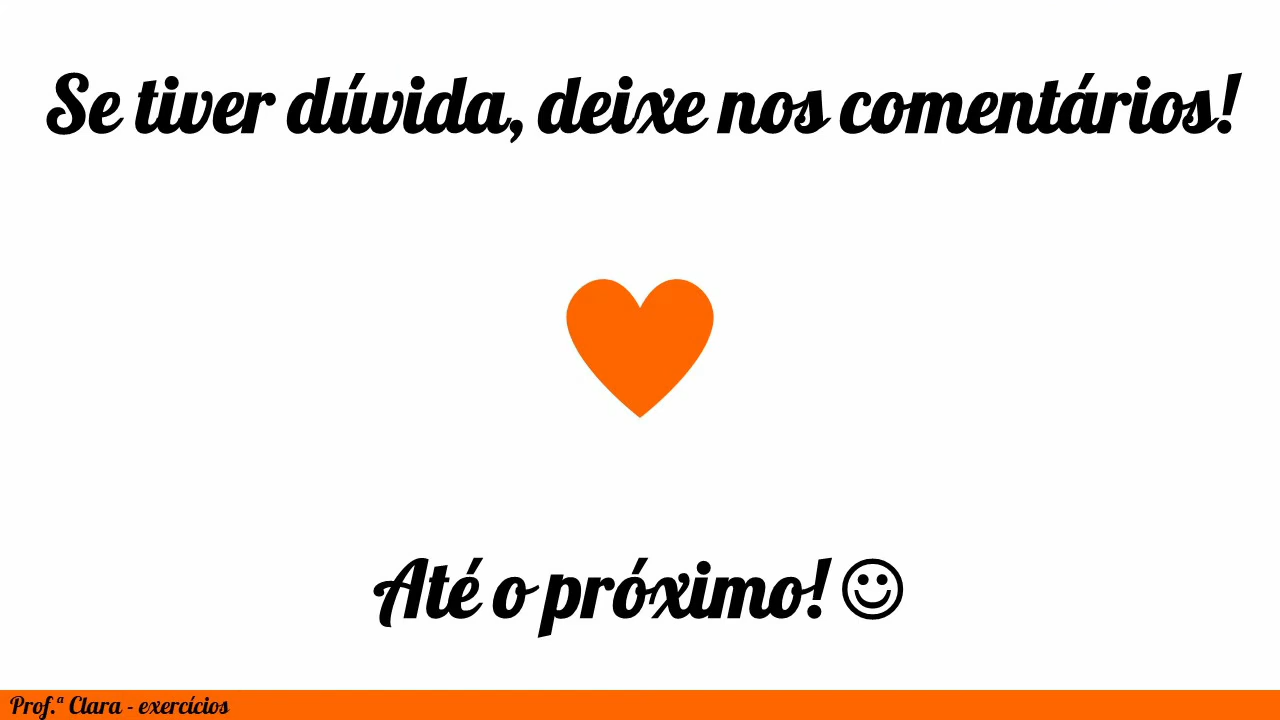 Se tiver dúvida, deixe nos comentários!
Até o próximo! ☺
Prof.ª Clara - exercícios